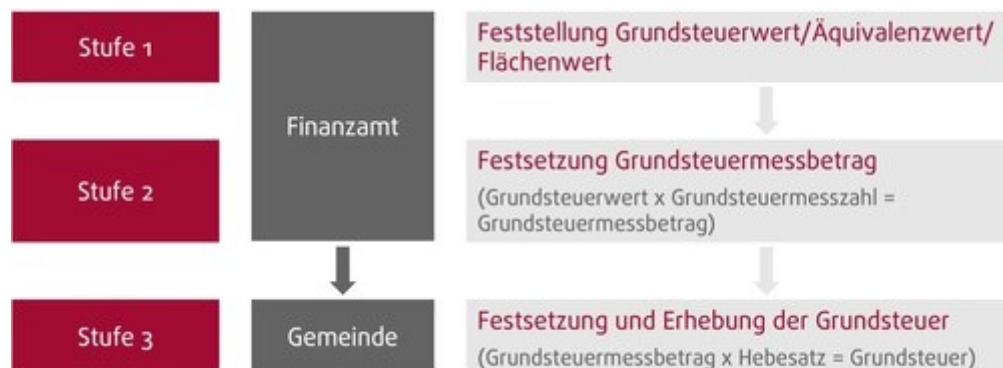 Stufe 1
Feststellung Grundsteuerwert/Äquivalenzwert/
Flächenwert
Finanzamt
Stufe 2
Festsetzung Grundsteuermessbetrag
(Grundsteuerwert x Grundsteuermesszahl =
Grundsteuermessbetrag)
Stufe 3
Gemeinde
Festsetzung und Erhebung der Grundsteuer
(Grundsteuermessbetrag x Hebesatz = Grundsteuer)